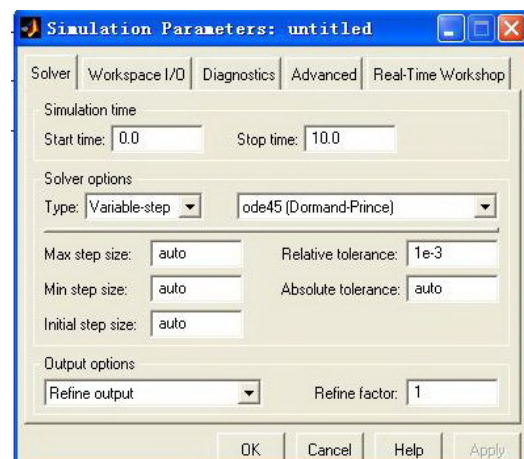 Simulation Parameters: untitled
Solver Workspace I/O Diagnostics Advanced Real-Time Workshop
Simulation time
Start time: 0.0 Stop time: 10.0
Solver options
Type: Variable-step ode45 (Dormand-Prince)
Max step size: auto Relative tolerance: 1e-3
Min step size: auto Absolute tolerance: auto
Initial step size: auto
Output options
Refine output Refine factor: 1
OK Cancel Help Apply